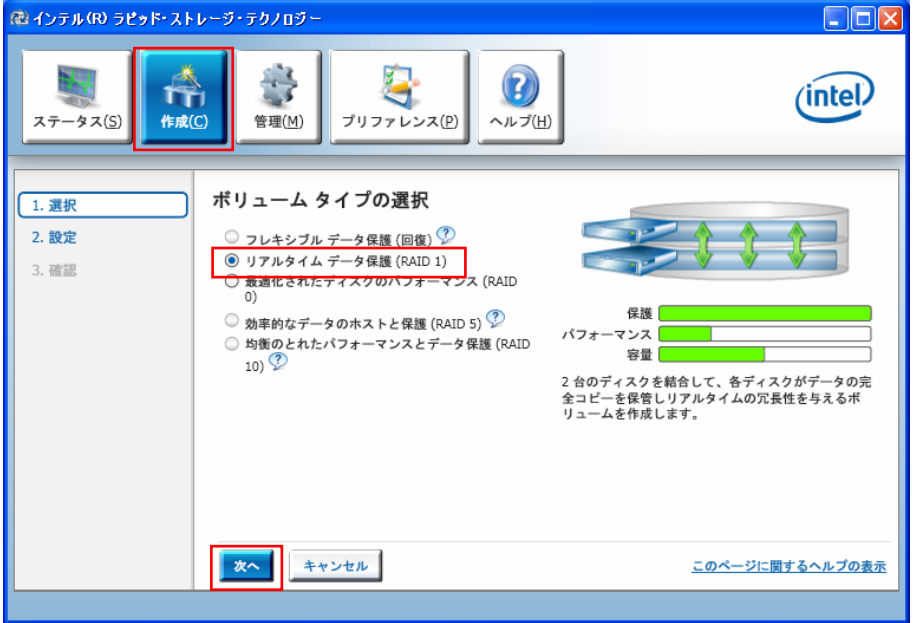 インテル(R) ラピッド・ストレージ・テクノロジー
ステータス(S)
作成(C)
管理(M)
プリファレンス(P)
ヘルプ(H)
intel
1. 選択
2. 設定
3. 確認
ボリューム タイプの選択
フレキシブル データ保護 (回復)
リアルタイム データ保護 (RAID 1)
最適化されたディスクのパフォーマンス (RAID
0)
効率的なデータのホストと保護 (RAID 5)
均衡のとれたパフォーマンスとデータ保護 (RAID
10)
保護
パフォーマンス
容量
2 台のディスクを結合して、各ディスクがデータの完
全コピーを保管しリアルタイムの冗長性を与えるボ
リュームを作成します。
次へ
キャンセル
このページに関するヘルプの表示